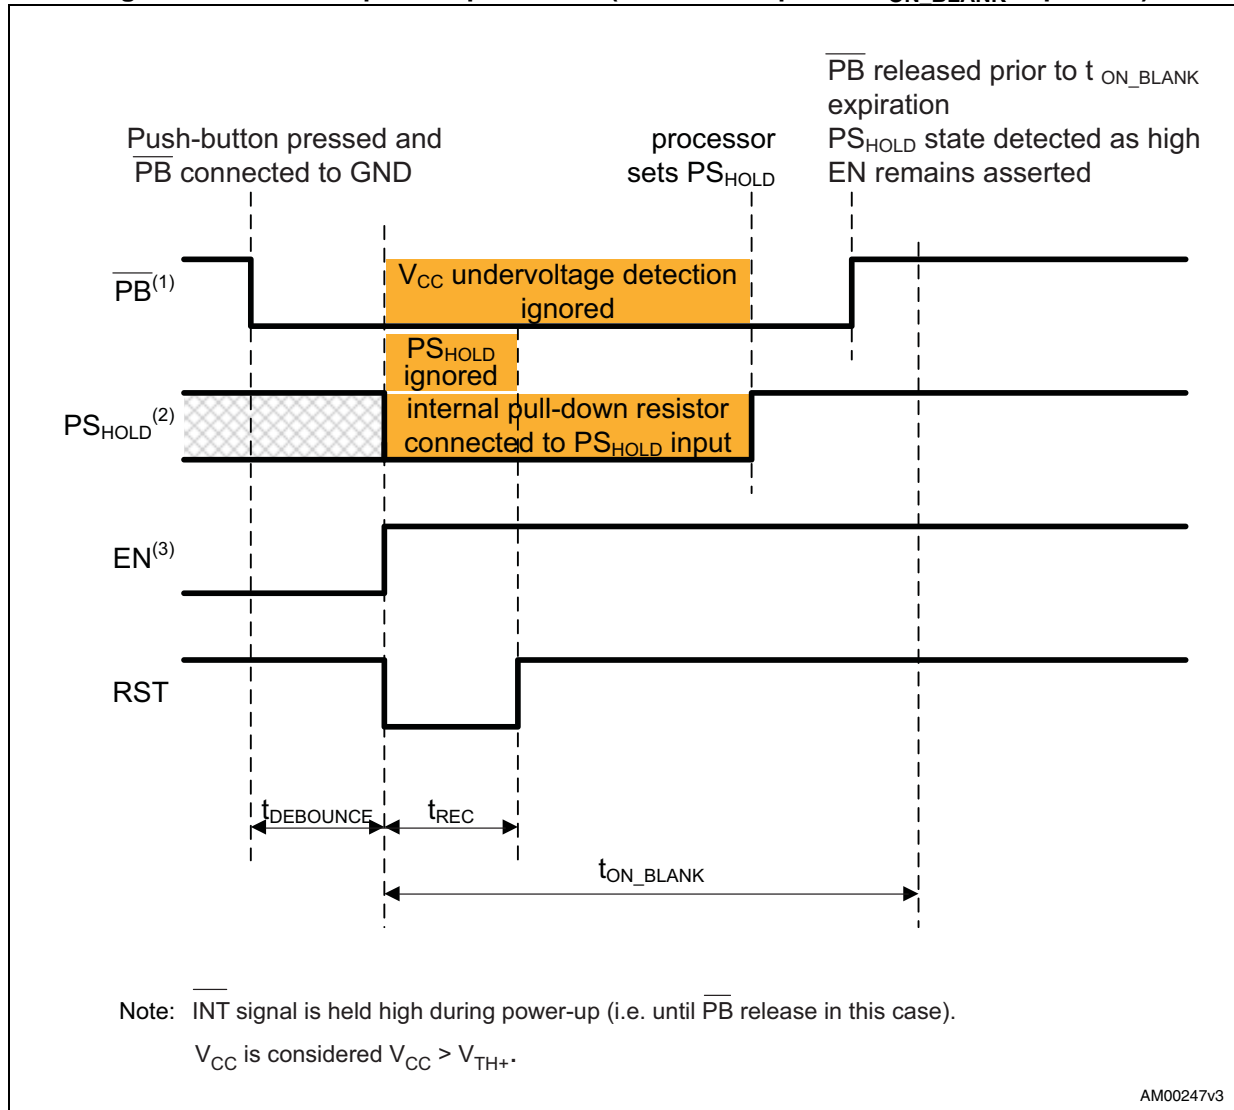 PB released prior to t ON_BLANK
expiration
Push-button pressed and
PB connected to GND
processor
sets PSHOLD
PSHOLD state detected as high
EN remains asserted
PB(1)
VCC undervoltage detection
ignored
PSHOLD
ignored
PSHOLD(2)
internal pull-down resistor
connected to PSHOLD input
EN(3)
RST
tDEBOUNCE
tREC
tON_BLANK
Note: INT signal is held high during power-up (i.e. until PB release in this case).
VCC is considered VCC > VTH+.
AM00247v3